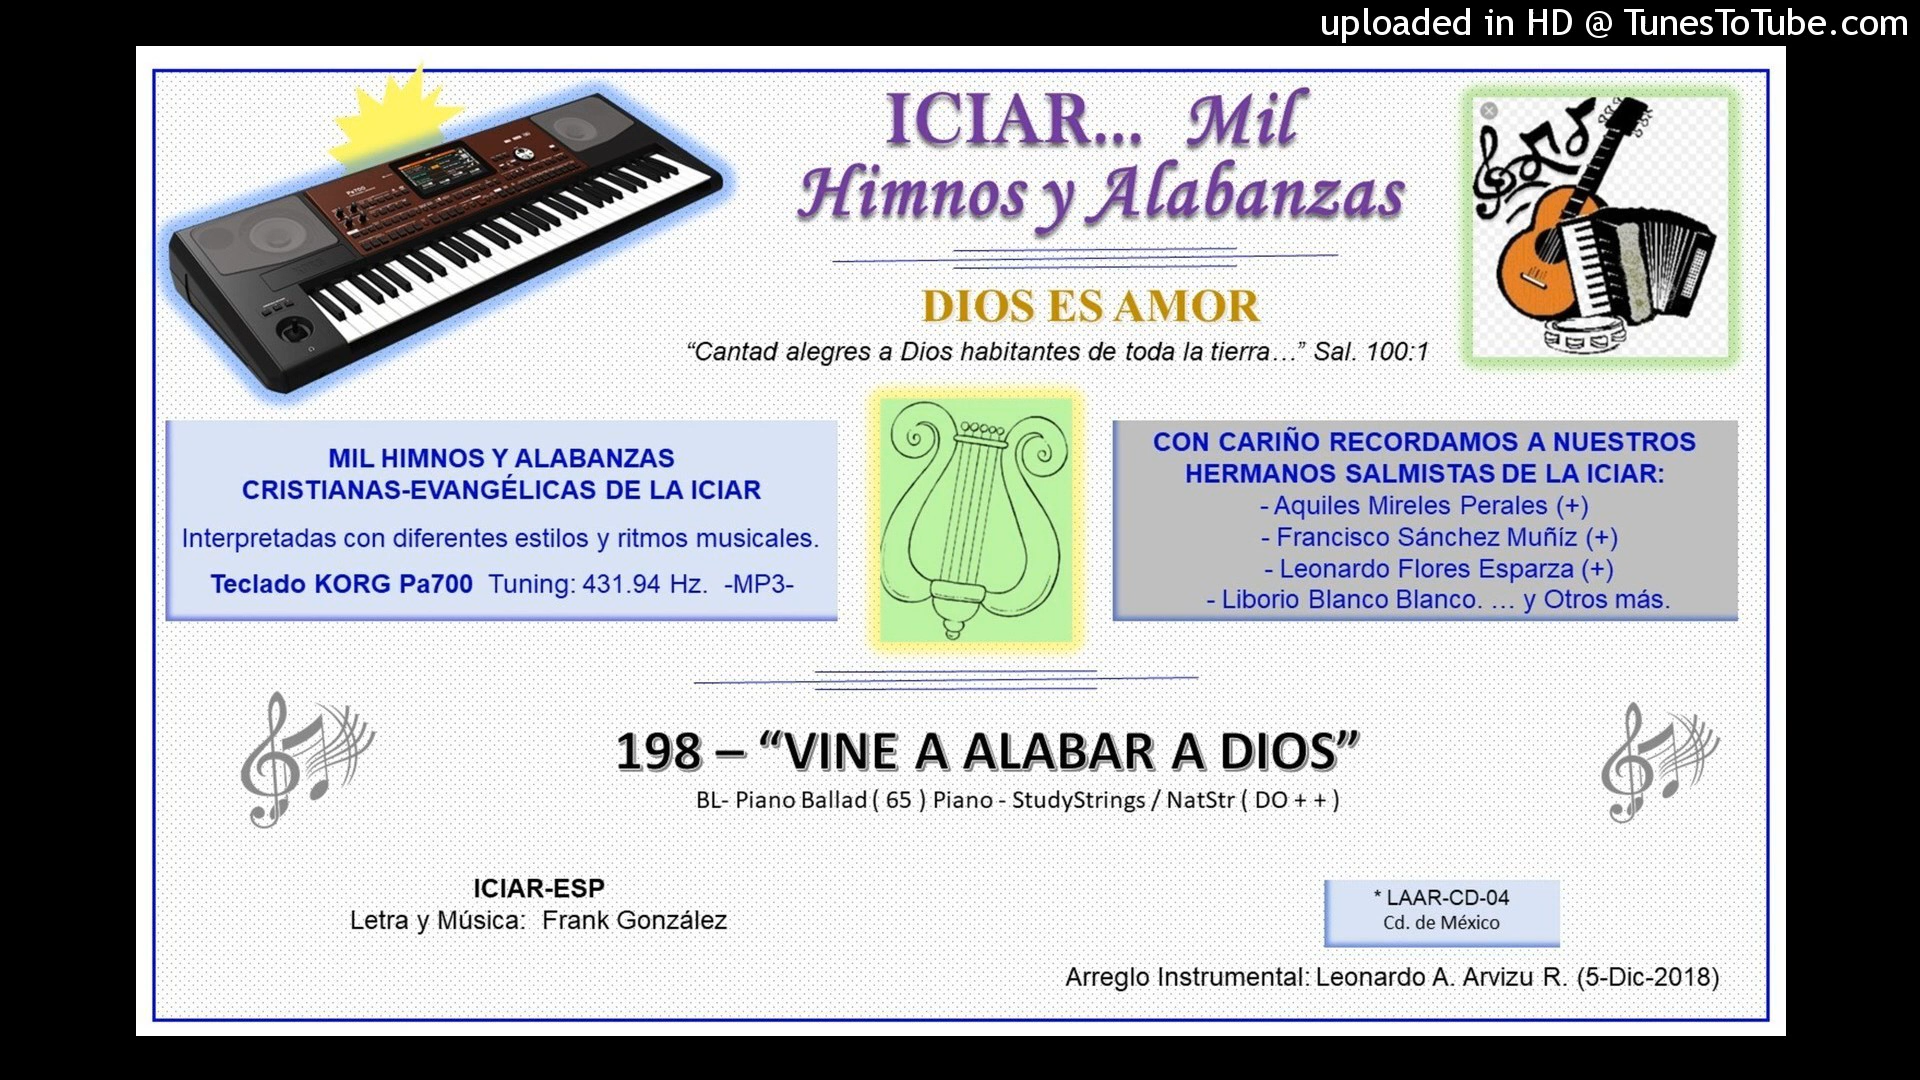 uploaded in HD @ TunesToTube.com
ICIAR... Mil
Himnos y Alabanzas
DIOS ES AMOR
“Cantad alegres a Dios habitantes de toda la tierra…” Sal. 100:1
Pa700
MIL HIMNOS Y ALABANZAS
CRISTIANAS-EVANGÉLICAS DE LA ICIAR
Interpretadas con diferentes estilos y ritmos musicales.
Teclado KORG Pa700 Tuning: 431.94 Hz. -MP3-
CON CARIÑO RECORDAMOS A NUESTROS
HERMANOS SALMISTAS DE LA ICIAR:
- Aquiles Mireles Perales (+)
- Francisco Sánchez Muñíz (+)
- Leonardo Flores Esparza (+)
- Liborio Blanco Blanco. … y Otros más.
198 – “VINE A ALABAR A DIOS”
BL- Piano Ballad ( 65 ) Piano - StudyStrings / NatStr ( DO + + )
ICIAR-ESP
Letra y Música: Frank González
* LAAR-CD-04
Cd. de México
Arreglo Instrumental: Leonardo A. Arvizu R. (5-Dic-2018)